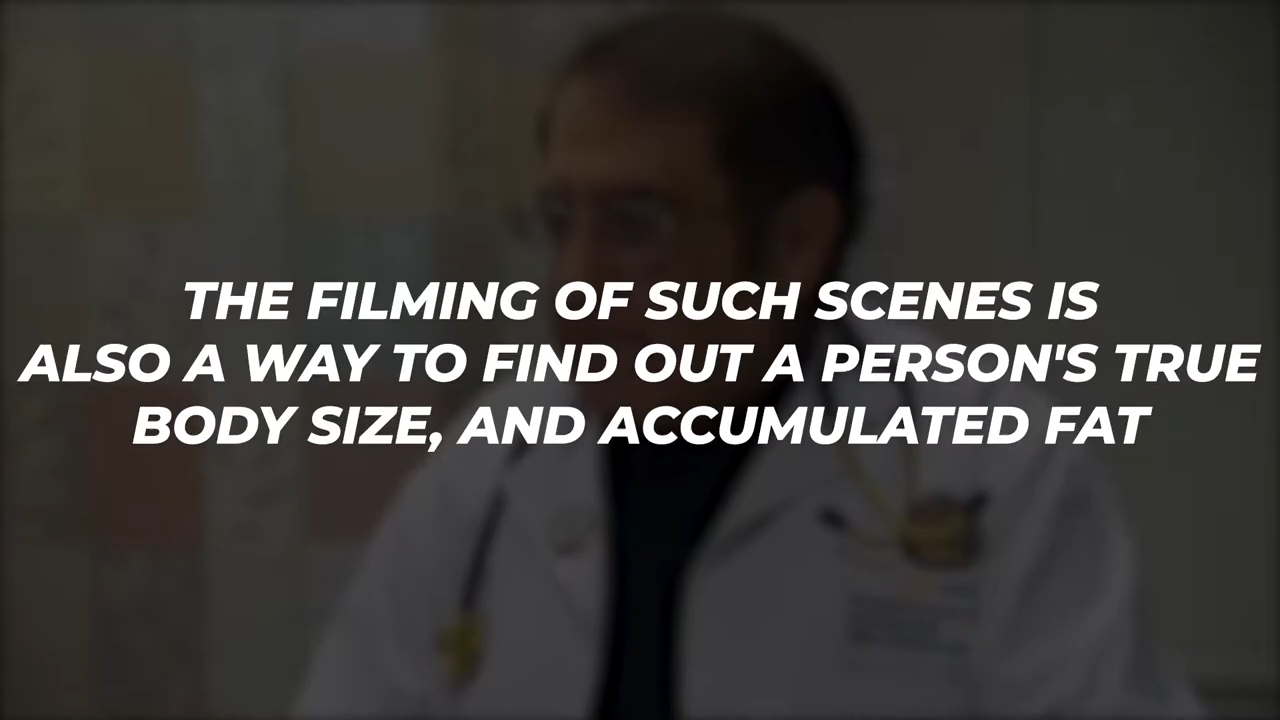 THE FILMING OF SUCH SCENES IS
ALSO A WAY TO FIND OUT A PERSON'S TRUE
BODY SIZE, AND ACCUMULATED FAT